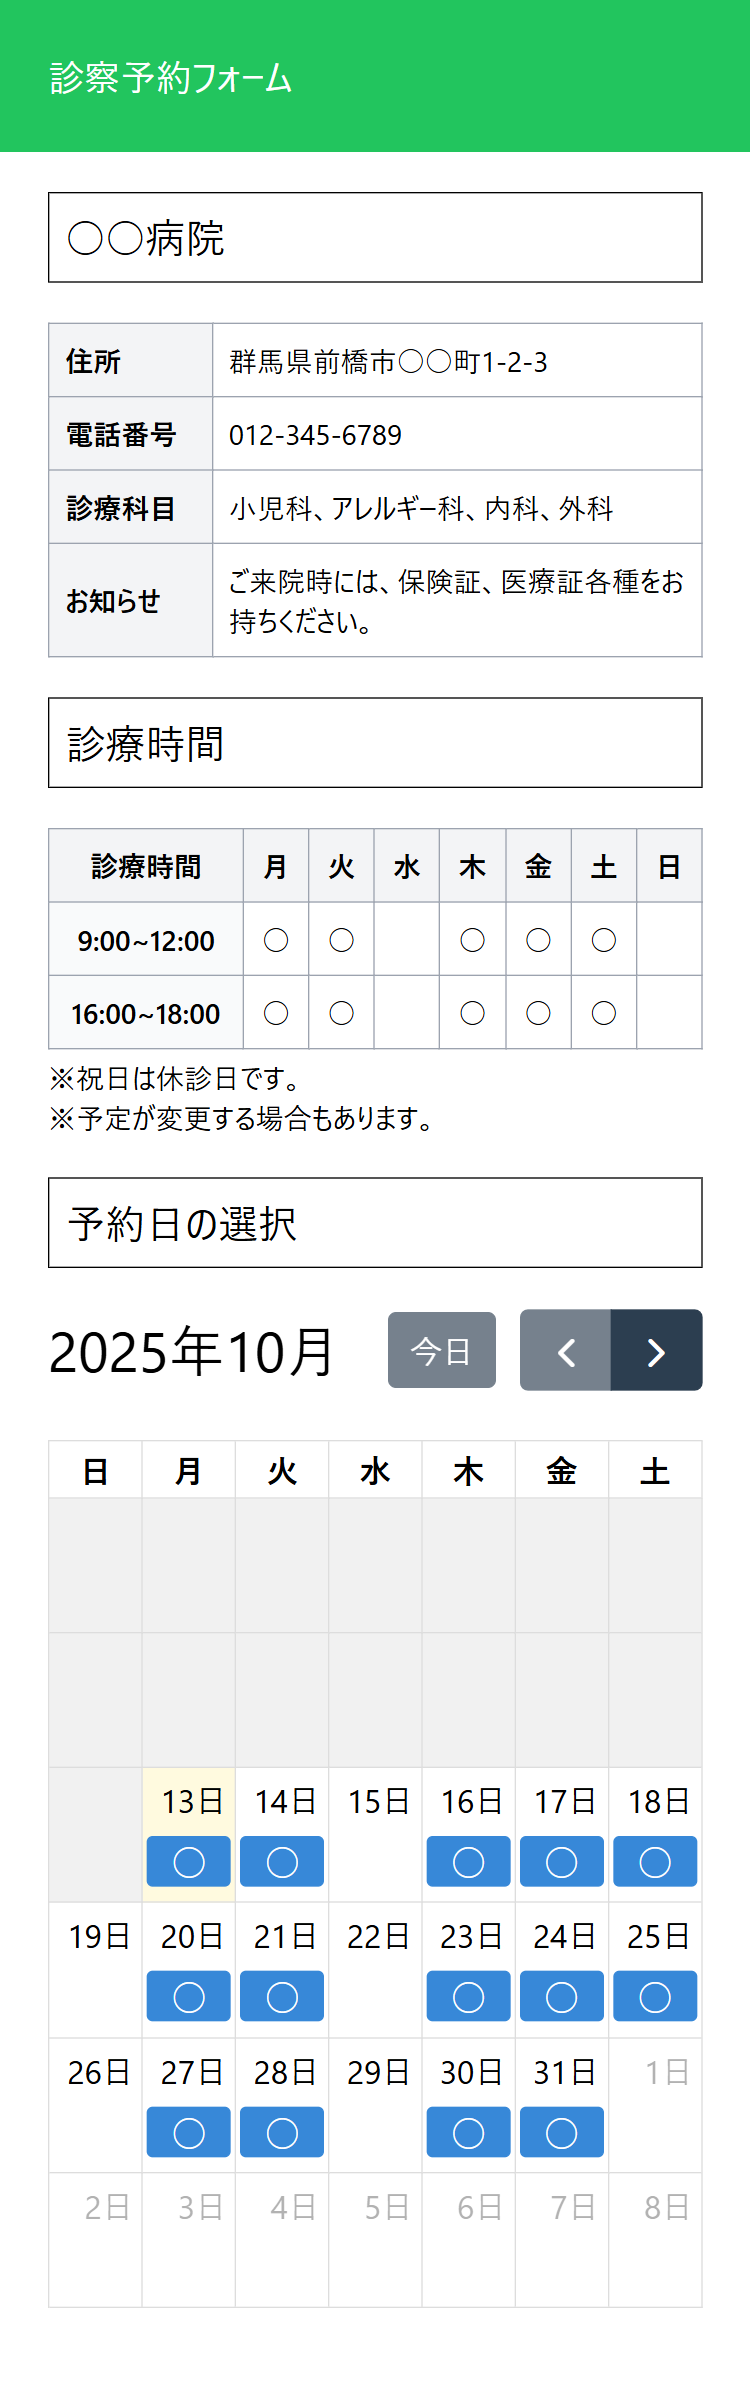 診察予約フォーム
〇〇病院
住所 群馬県前橋市〇〇町1-2-3
電話番号 012-345-6789
診療科目 小児科、アレルギー科、内科、外科
お知らせ ご来院時には、保険証、医療証各種をお
持ちください。
診療時間
診療時間 月 火 水 木 金 土 日
9:00~12:00 〇 〇 〇 〇 〇
16:00~18:00 〇 〇 〇 〇 〇
※祝日は休診日です。
※予定が変更する場合もあります。
予約日の選択
2025年10月 今日
日 月 火 水 木 金 土
13日 14日 15日 16日 17日 18日
〇 〇 〇 〇 〇
19日 20日 21日 22日 23日 24日 25日
〇 〇 〇 〇 〇
26日 27日 28日 29日 30日 31日 1日
〇 〇 〇 〇
2日 3日 4日 5日 6日 7日 8日